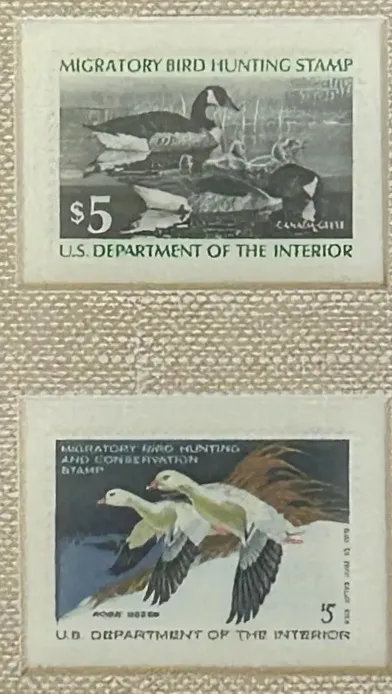 MIGRATORY BIRD HUNTING STAMP
$5
CANADA GEESE
U.S. DEPARTMENT OF THE INTERIOR
MIGRATORY BIRD HUNTING
AND CONSERVATION
STAMP
ROSS' GEESE
$5
U.S. DEPARTMENT OF THE INTERIOR